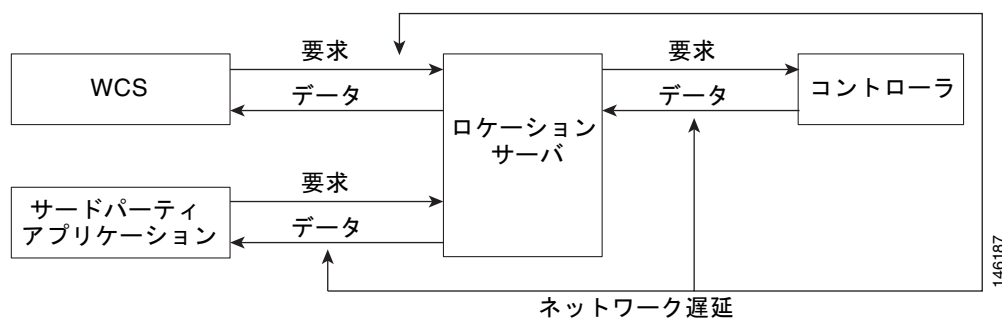 要求
要求
WCS
コントローラ
データ
データ
ロケーション
サーバ
要求
サードパーティ
アプリケーション
データ
ネットワーク遅延
146187